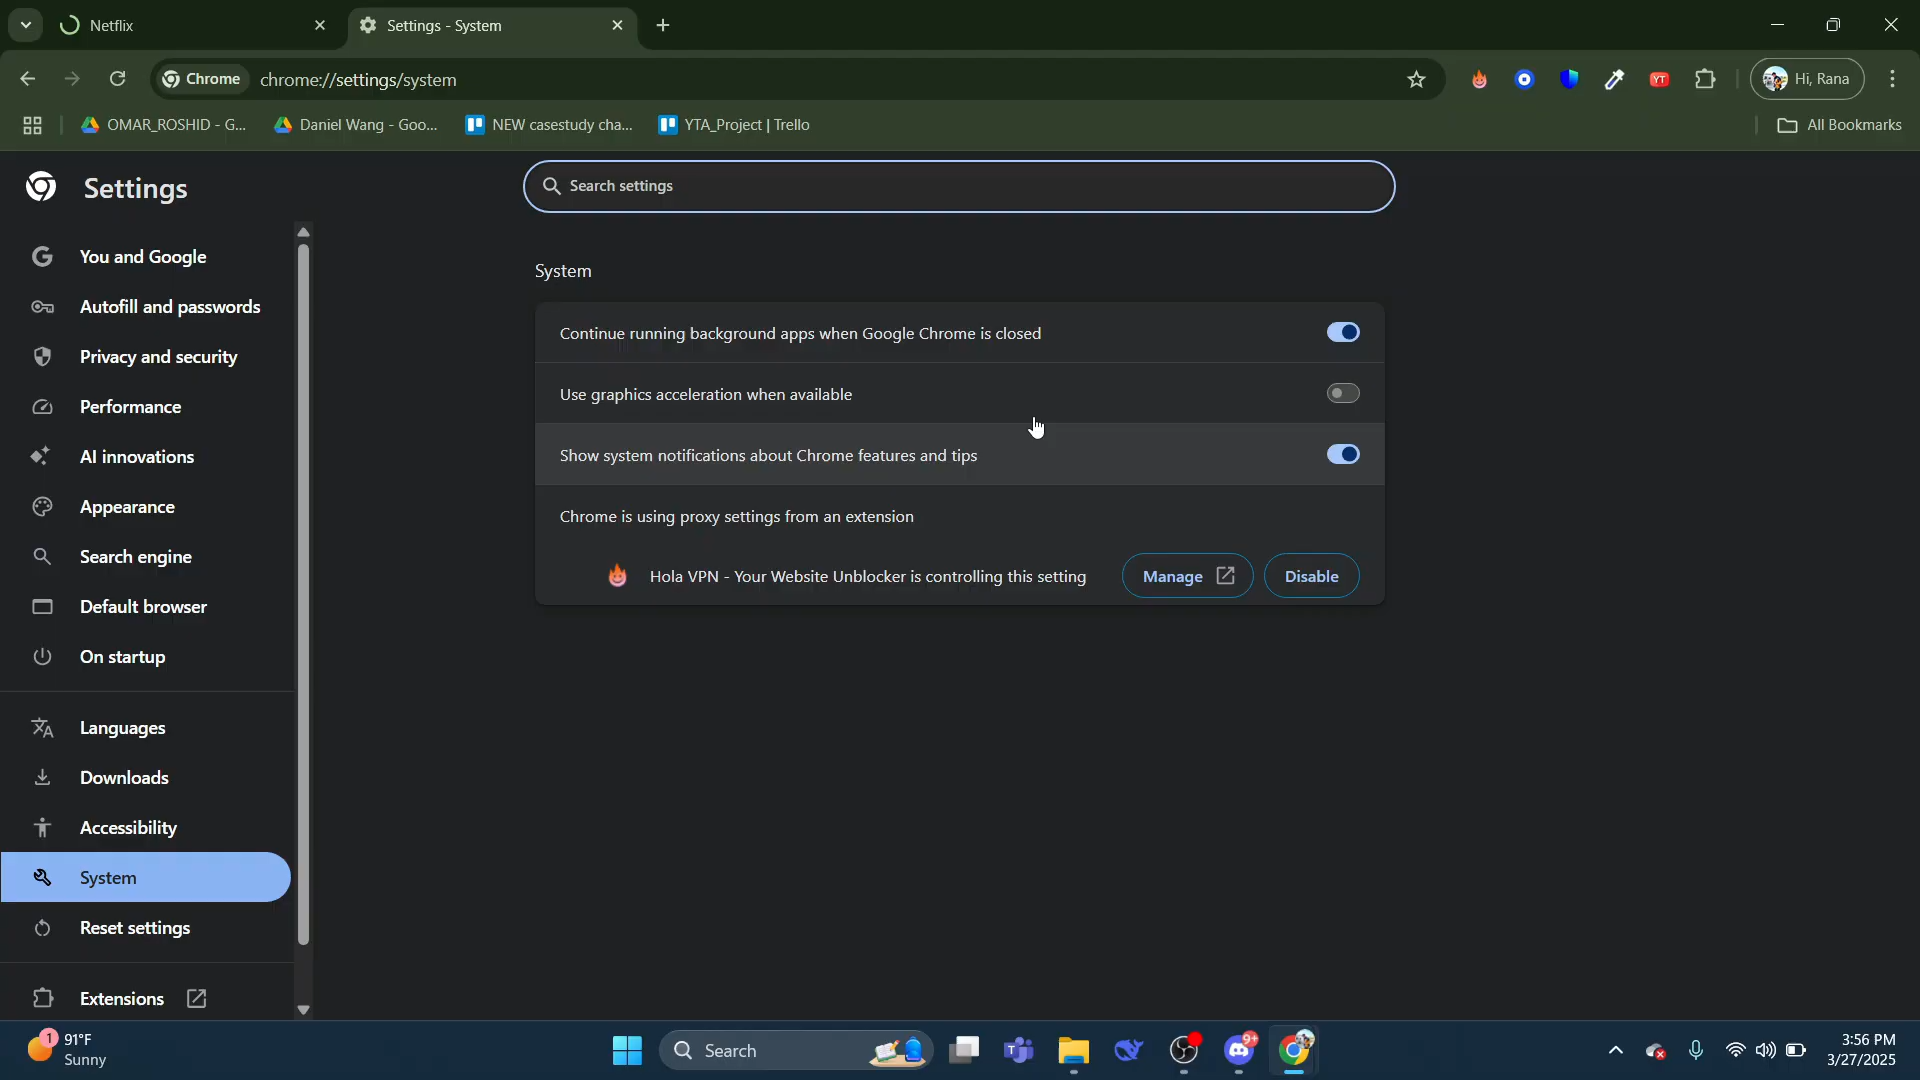 Netflix
Settings - System
Chrome
chrome://settings/system
YT
Hi, Rana
OMAR_ROSHID - G...
Daniel Wang - Goo...
NEW casestudy cha...
YTA_Project | Trello
All Bookmarks
Settings
Search settings
You and Google
Autofill and passwords
Privacy and security
Performance
AI innovations
Appearance
Search engine
Default browser
On startup
Languages
Downloads
Accessibility
System
Reset settings
Extensions
System
Continue running background apps when Google Chrome is closed
Use graphics acceleration when available
Show system notifications about Chrome features and tips
Chrome is using proxy settings from an extension
Hola VPN - Your Website Unblocker is controlling this setting
Manage
Disable
1
91°F
Sunny
Search
9+
3:56 PM
3/27/2025